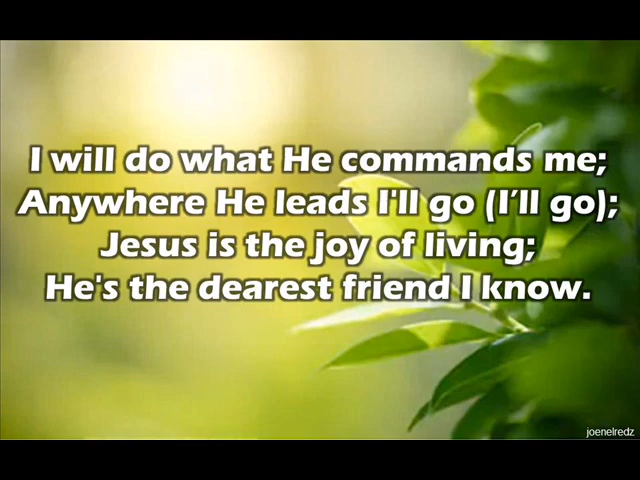 I will do what He commands me;
Anywhere He leads I'll go (I’ll go);
Jesus is the joy of living;
He's the dearest friend I know.
joenelredz